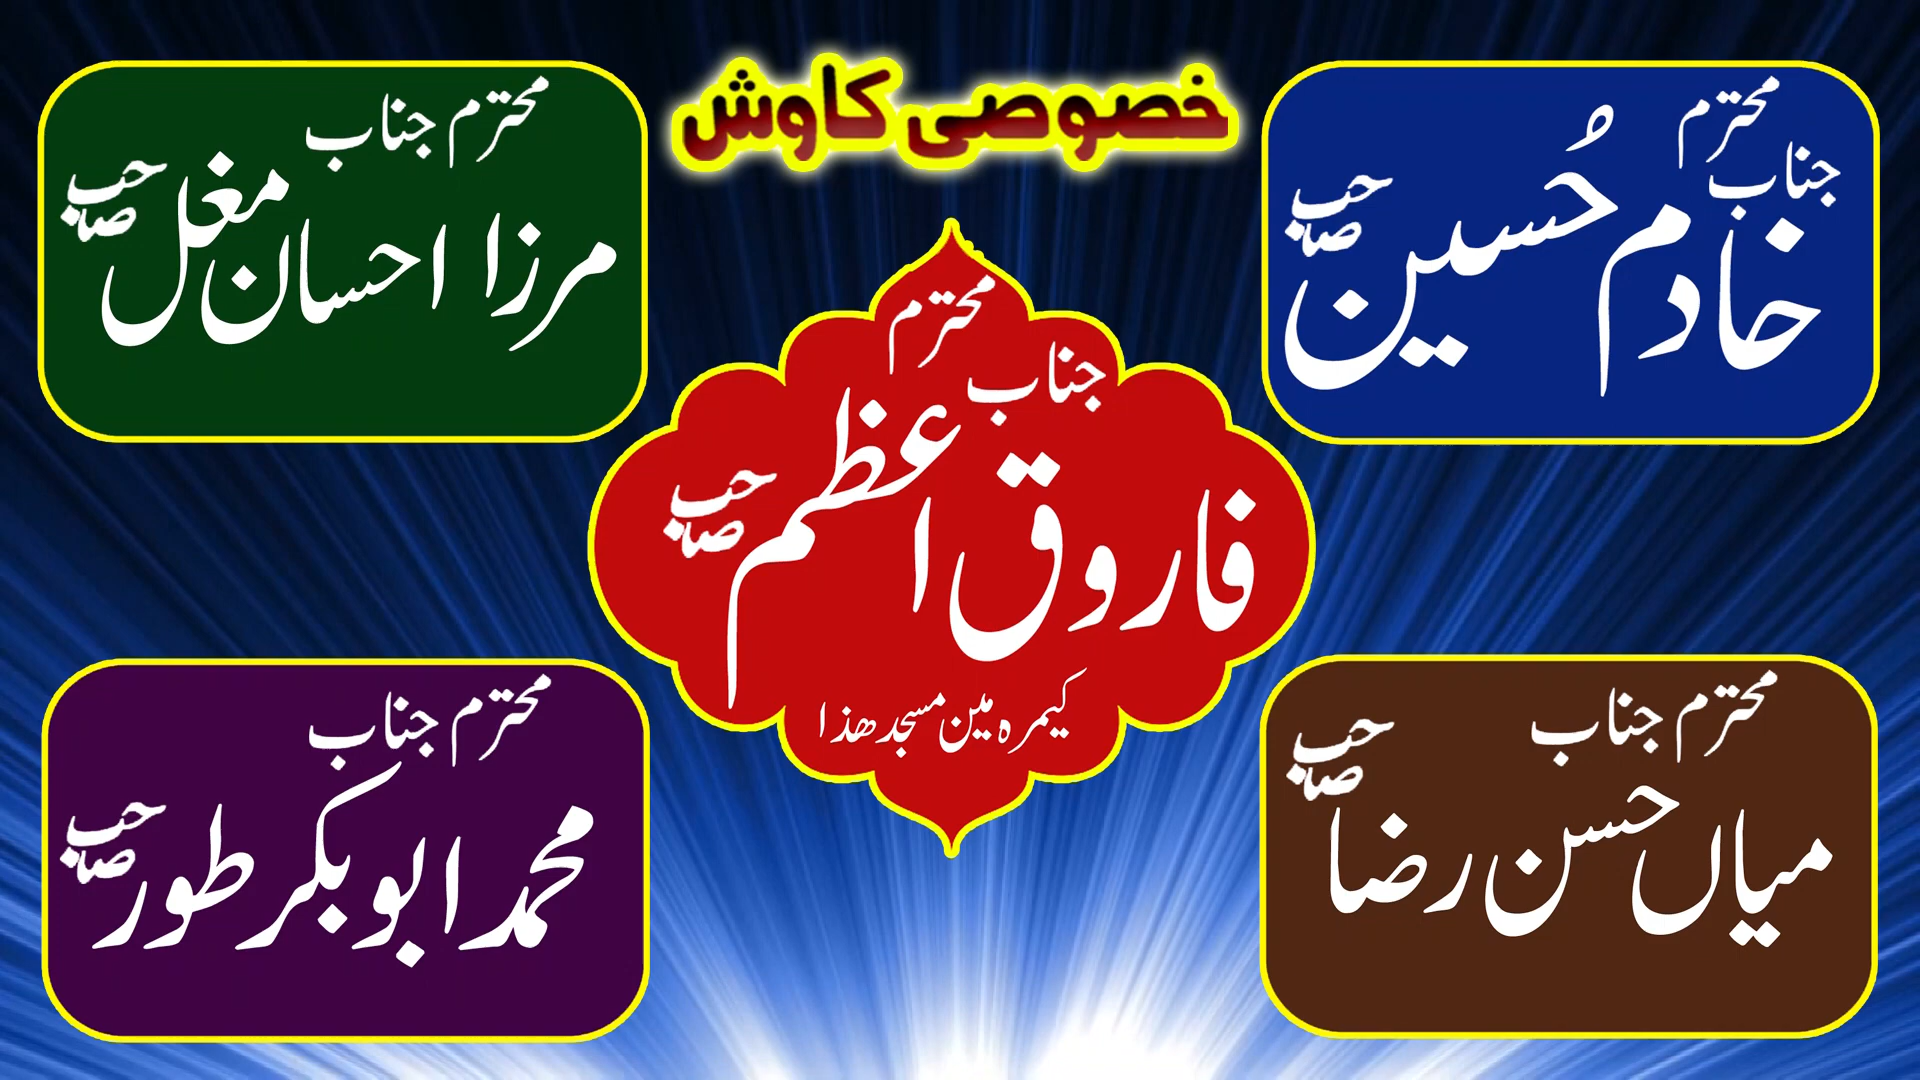 خصوصی کاوش
محترم جناب
خادم حُسین صاحب
محترم جناب
مرزا احسان مغل صاحب
محترم جناب
فاروق اعظم صاحب
کیمرہ مین مسجد ھذا
محترم جناب
میاں حسن رضا صاحب
محترم جناب
محمد ابوبکر طور صاحب